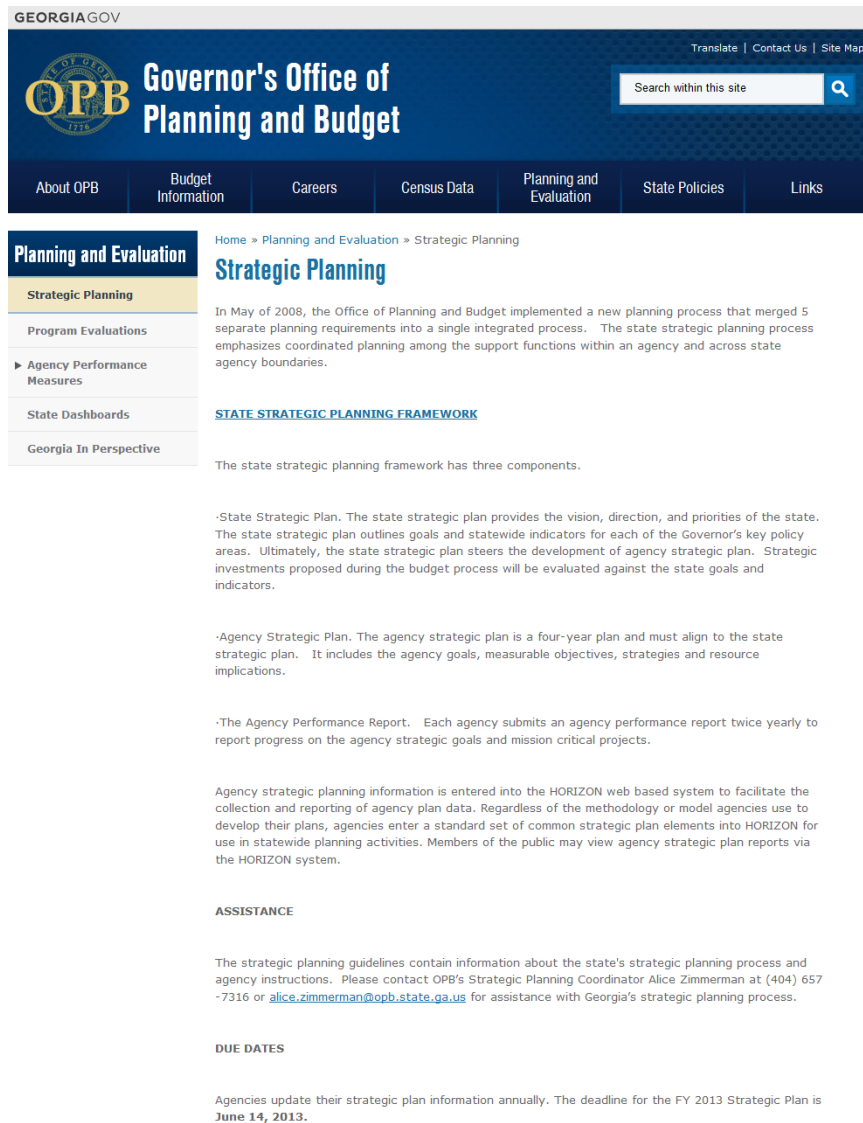 GEORGIAGOV
Translate | Contact Us | Site Map
OPB
STATE OF GEOR
1776
Governor's Office of
Planning and Budget
Search within this site
About OPB
Budget
Information
Careers
Census Data
Planning and
Evaluation
State Policies
Links
Planning and Evaluation
Strategic Planning
Program Evaluations
Agency Performance
Measures
State Dashboards
Georgia In Perspective
Home » Planning and Evaluation » Strategic Planning
Strategic Planning
In May of 2008, the Office of Planning and Budget implemented a new planning process that merged 5
separate planning requirements into a single integrated process.   The state strategic planning process
emphasizes coordinated planning among the support functions within an agency and across state
agency boundaries.
STATE STRATEGIC PLANNING FRAMEWORK
The state strategic planning framework has three components.
·State Strategic Plan. The state strategic plan provides the vision, direction, and priorities of the state.
The state strategic plan outlines goals and statewide indicators for each of the Governor’s key policy
areas.  Ultimately, the state strategic plan steers the development of agency strategic plan.  Strategic
investments proposed during the budget process will be evaluated against the state goals and
indicators.
·Agency Strategic Plan. The agency strategic plan is a four-year plan and must align to the state
strategic plan.   It includes the agency goals, measurable objectives, strategies and resource
implications.
·The Agency Performance Report.   Each agency submits an agency performance report twice yearly to
report progress on the agency strategic goals and mission critical projects.
Agency strategic planning information is entered into the HORIZON web based system to facilitate the
collection and reporting of agency plan data. Regardless of the methodology or model agencies use to
develop their plans, agencies enter a standard set of common strategic plan elements into HORIZON for
use in statewide planning activities. Members of the public may view agency strategic plan reports via
the HORIZON system.
ASSISTANCE
The strategic planning guidelines contain information about the state's strategic planning process and
agency instructions.  Please contact OPB’s Strategic Planning Coordinator Alice Zimmerman at (404) 657
-7316 or alice.zimmerman@opb.state.ga.us for assistance with Georgia’s strategic planning process.
DUE DATES
Agencies update their strategic plan information annually. The deadline for the FY 2013 Strategic Plan is
June 14, 2013.